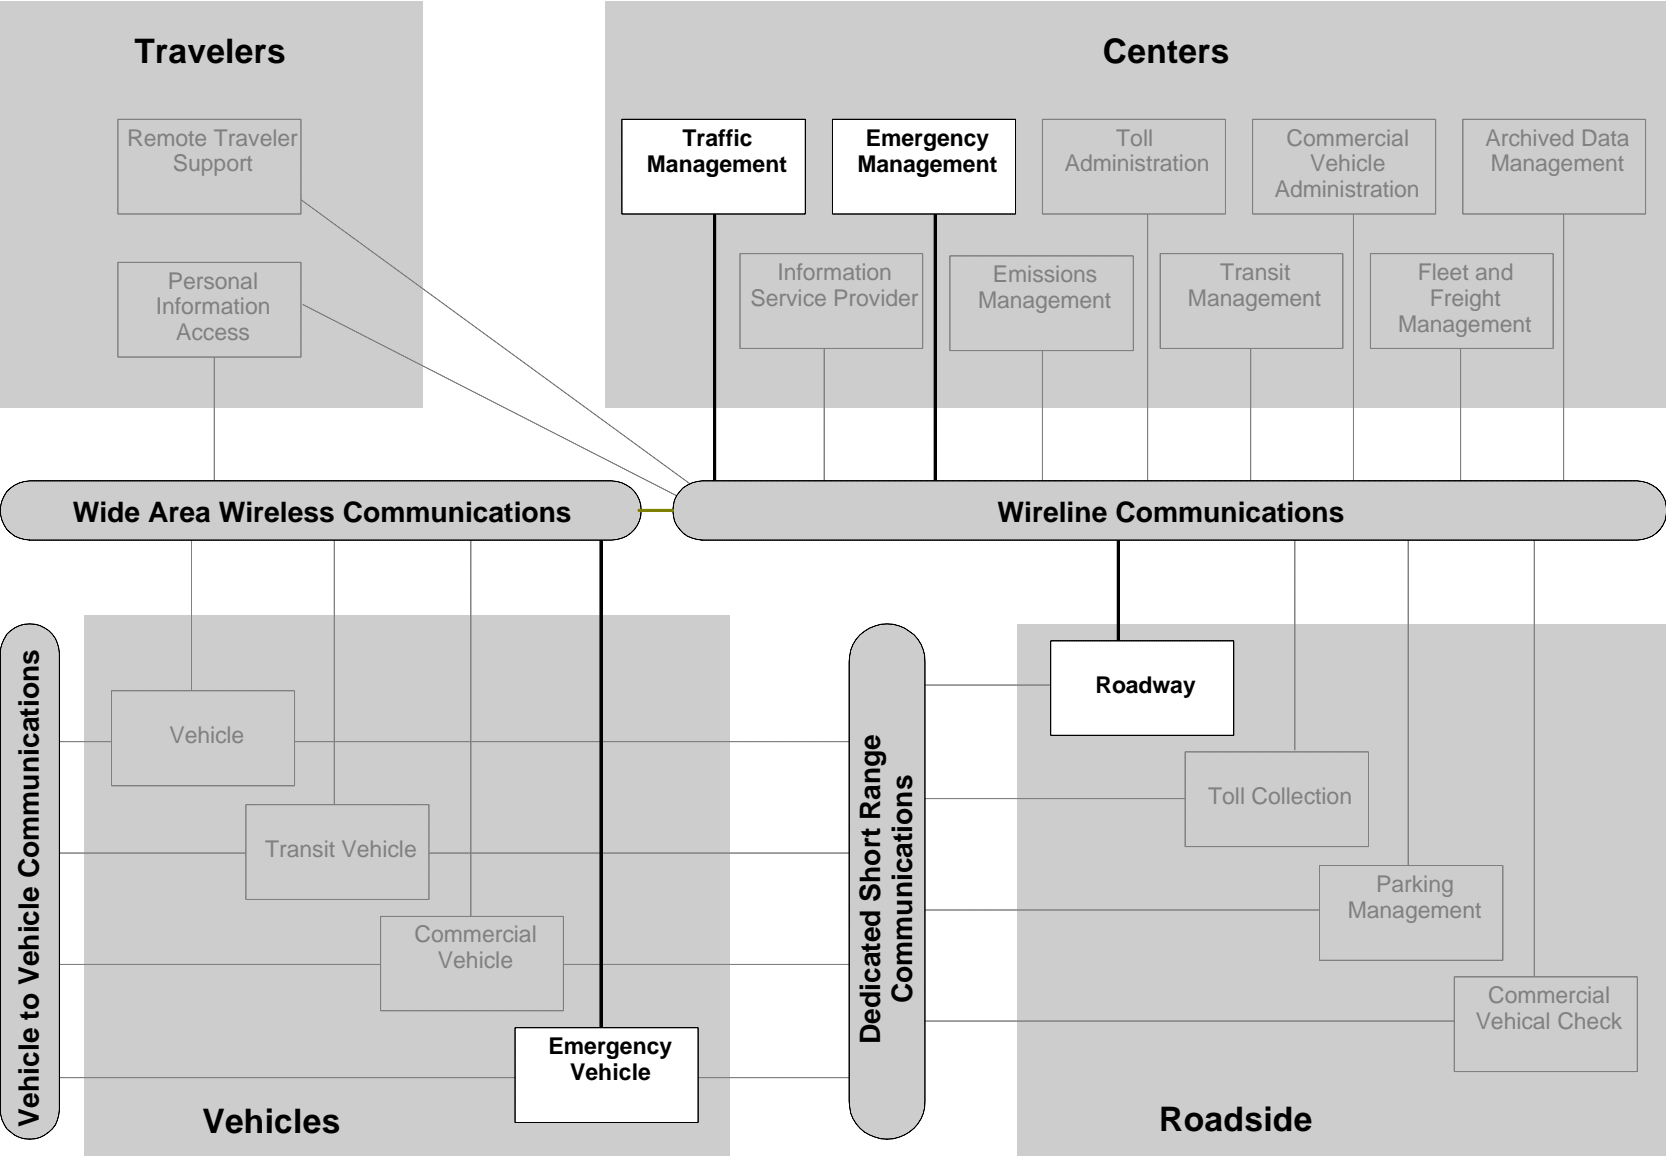 Travelers
Centers
Remote Traveler
Support
Traffic
Management
Emergency
Management
Toll
Administration
Commercial
Vehicle
Administration
Archived Data
Management
Personal
Information
Access
Information
Service Provider
Emissions
Management
Transit
Management
Fleet and
Freight
Management
Wide Area Wireless Communications
Wireline Communications
Vehicle to Vehicle Communications
Vehicle
Transit Vehicle
Commercial
Vehicle
Emergency
Vehicle
Vehicles
Dedicated Short Range
Communications
Roadway
Toll Collection
Parking
Management
Commercial
Vehical Check
Roadside